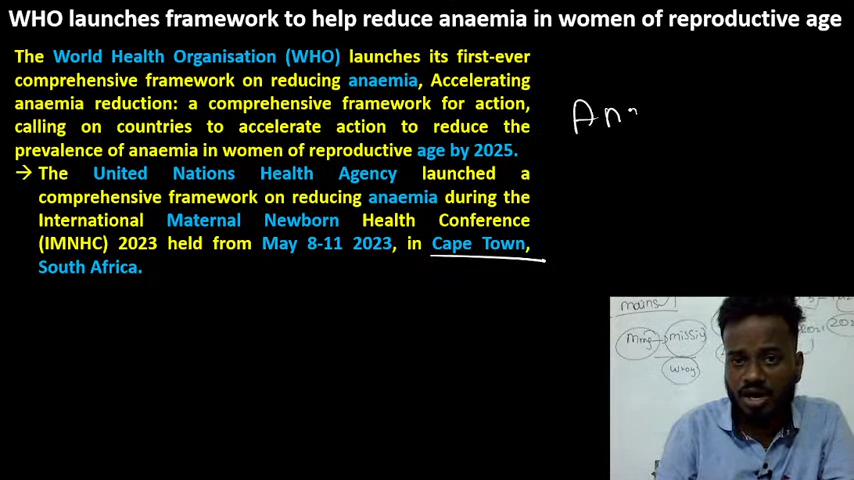 WHO launches framework to help reduce anaemia in women of reproductive age
The World Health Organisation (WHO) launches its first-ever
comprehensive framework on reducing anaemia, Accelerating
anaemia reduction: a comprehensive framework for action,
calling on countries to accelerate action to reduce the
prevalence of anaemia in women of reproductive age by 2025.
→ The United Nations Health Agency launched a
comprehensive framework on reducing anaemia during the
International Maternal Newborn Health Conference
(IMNHC) 2023 held from May 8-11 2023, in Cape Town,
South Africa.
An
mains
missig